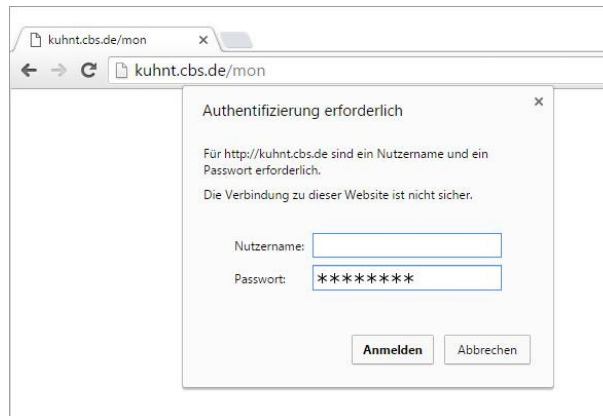 kuhnt.cbs.de/mon
kuhnt.cbs.de/mon
Authentifizierung erforderlich
Für http://kuhnt.cbs.de sind ein Nutzername und ein
Passwort erforderlich.
Die Verbindung zu dieser Website ist nicht sicher.
Nutzername:
Passwort: ********
Anmelden Abbrechen